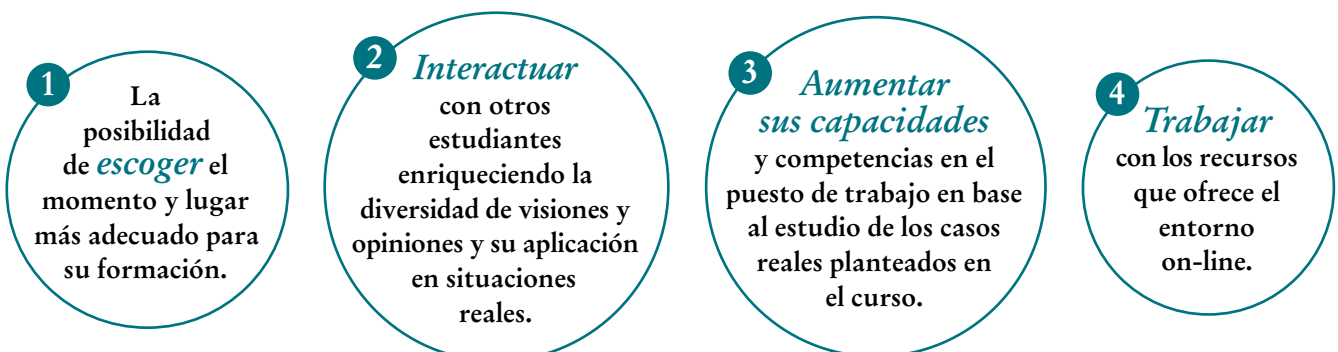 1
La
posibilidad
de escoger el
momento y lugar
más adecuado para
su formación.
2
Interactuar
con otros
estudiantes
enriqueciendo la
diversidad de visiones y
opiniones y su aplicación
en situaciones
reales.
3
Aumentar
sus capacidades
y competencias en el
puesto de trabajo en base
al estudio de los casos
reales planteados en
el curso.
4
Trabajar
con los recursos
que ofrece el
entorno
on-line.